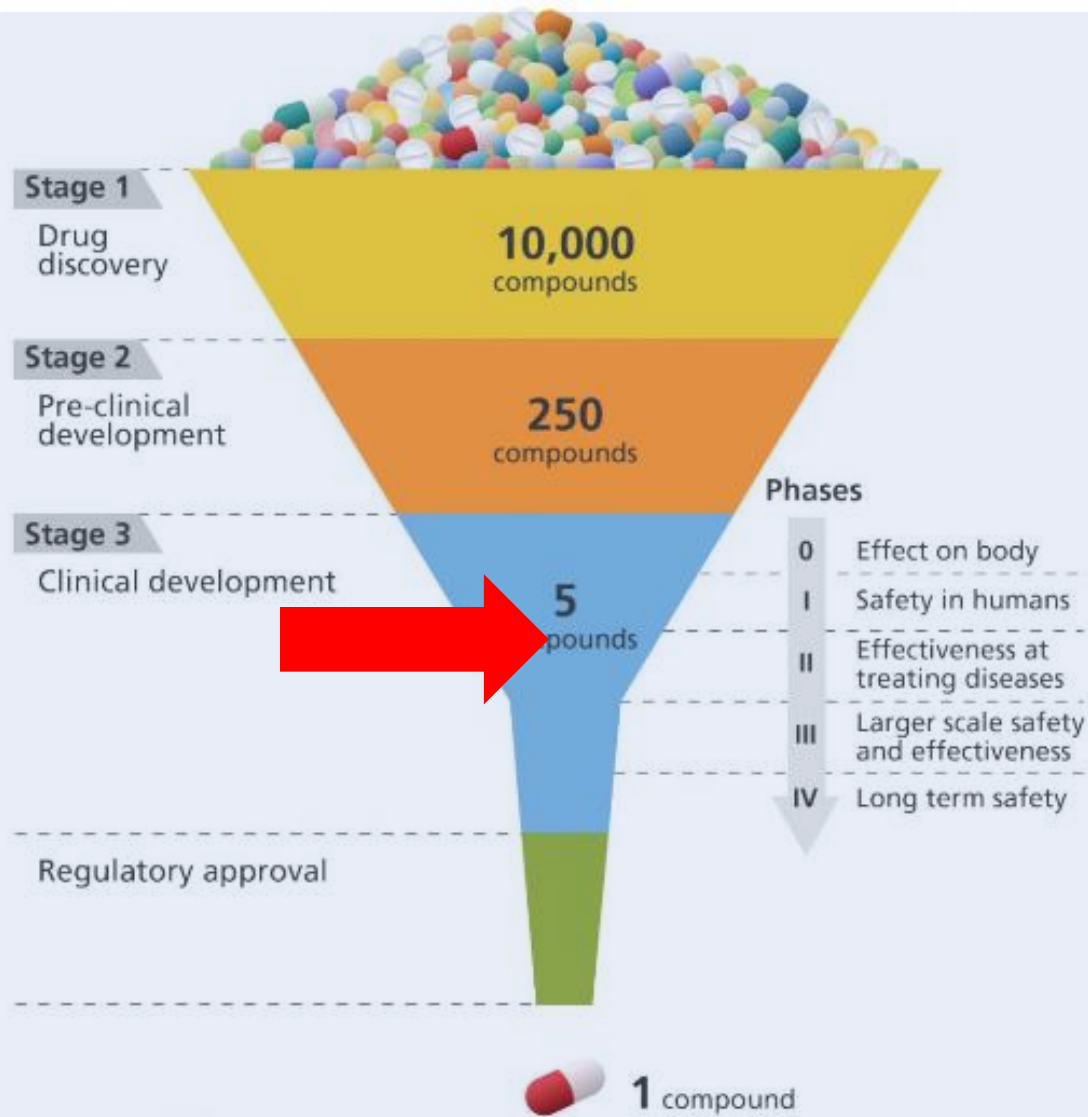 Stage 1
Drug
discovery
10,000
compounds
Stage 2
Pre-clinical
development
250
compounds
Stage 3
Clinical development
5
pounds
Phases
0 Effect on body
I Safety in humans
II Effectiveness at
treating diseases
III Larger scale safety
and effectiveness
IV Long term safety
Regulatory approval
1 compound